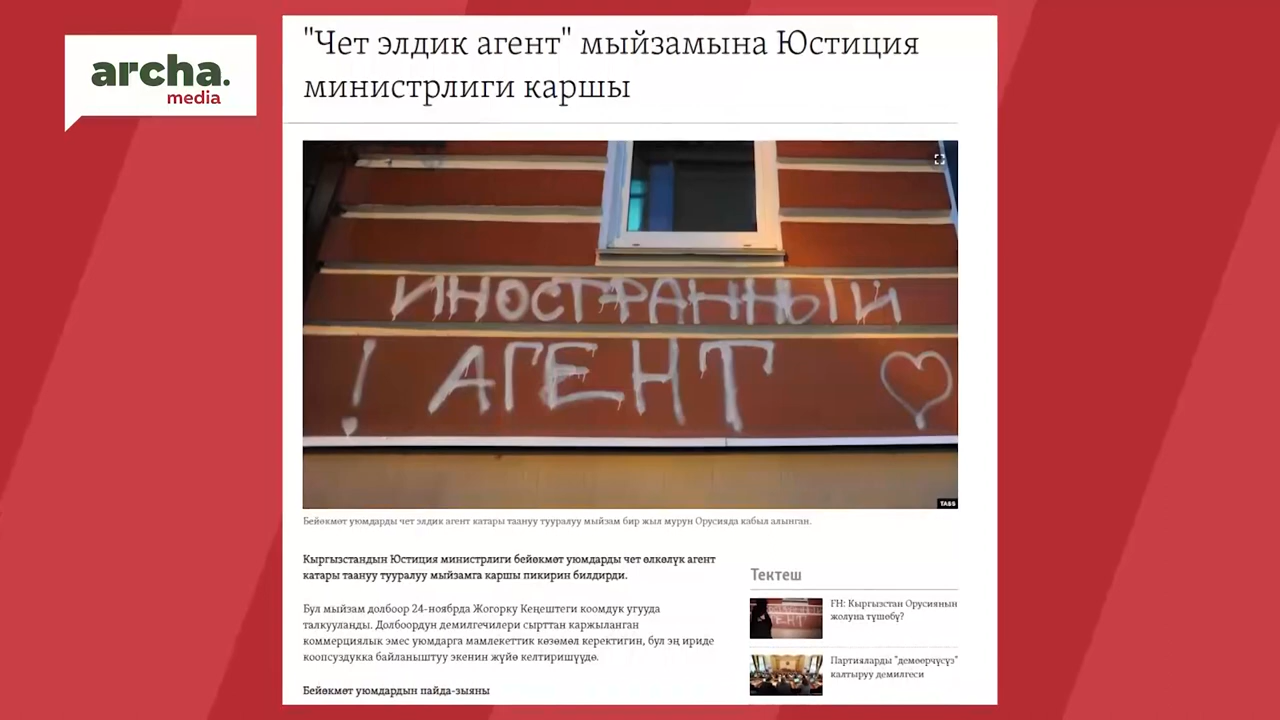 archa.
media
"Чет элдик агент" мыйзамына Юстиция
министрлиги каршы
ИНОСТРАННЫЙ
! АГЕНТ
TASS
Бейөкмөт уюмдарды чет элдик агент катары таануу тууралуу мыйзам бир жыл мурун Орусияда кабыл алынган.
Кыргызстандын Юстиция министрлиги бейөкмөт уюмдарды чет өлкөлүк агент
катары таануу тууралуу мыйзамга каршы пикирин билдирди.
Бул мыйзам долбоор 24-ноябрда Жогорку Кеңештеги коомдук угууда
талкууланды. Долбоордун демилгечилери сырттан каржыланган
коммерциялык эмес уюмдарга мамлекеттик көзөмөл керектигин, бул эң ириде
коопсуздукка байланыштуу экенин жүйө келтиришүүдө.
Бейөкмөт уюмдардын пайда-зыяны
Тектеш
FH: Кыргызстан Орусиянын
жолуна түшөбү?
Партияларды "демөөрчүсүз"
калтыруу демилгеси